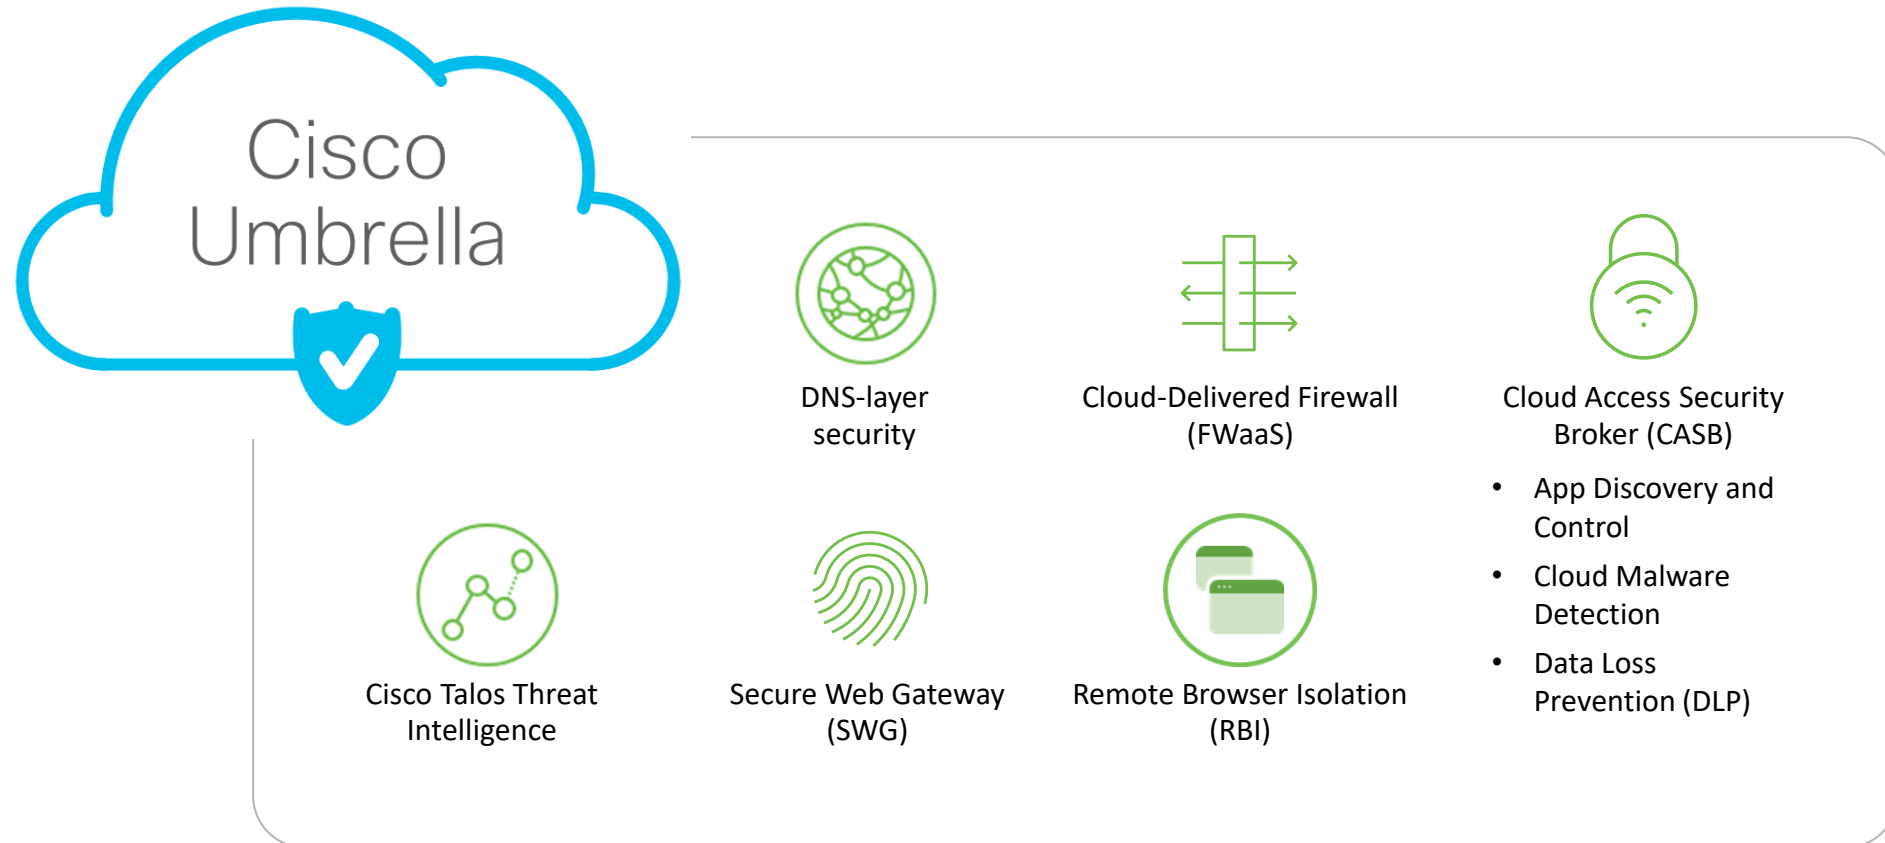 Cisco
Umbrella
DNS-layer
security
Cloud-Delivered Firewall
(FWaaS)
Cloud Access Security
Broker (CASB)
• App Discovery and
Control
• Cloud Malware
Detection
• Data Loss
Prevention (DLP)
Cisco Talos Threat
Intelligence
Secure Web Gateway
(SWG)
Remote Browser Isolation
(RBI)